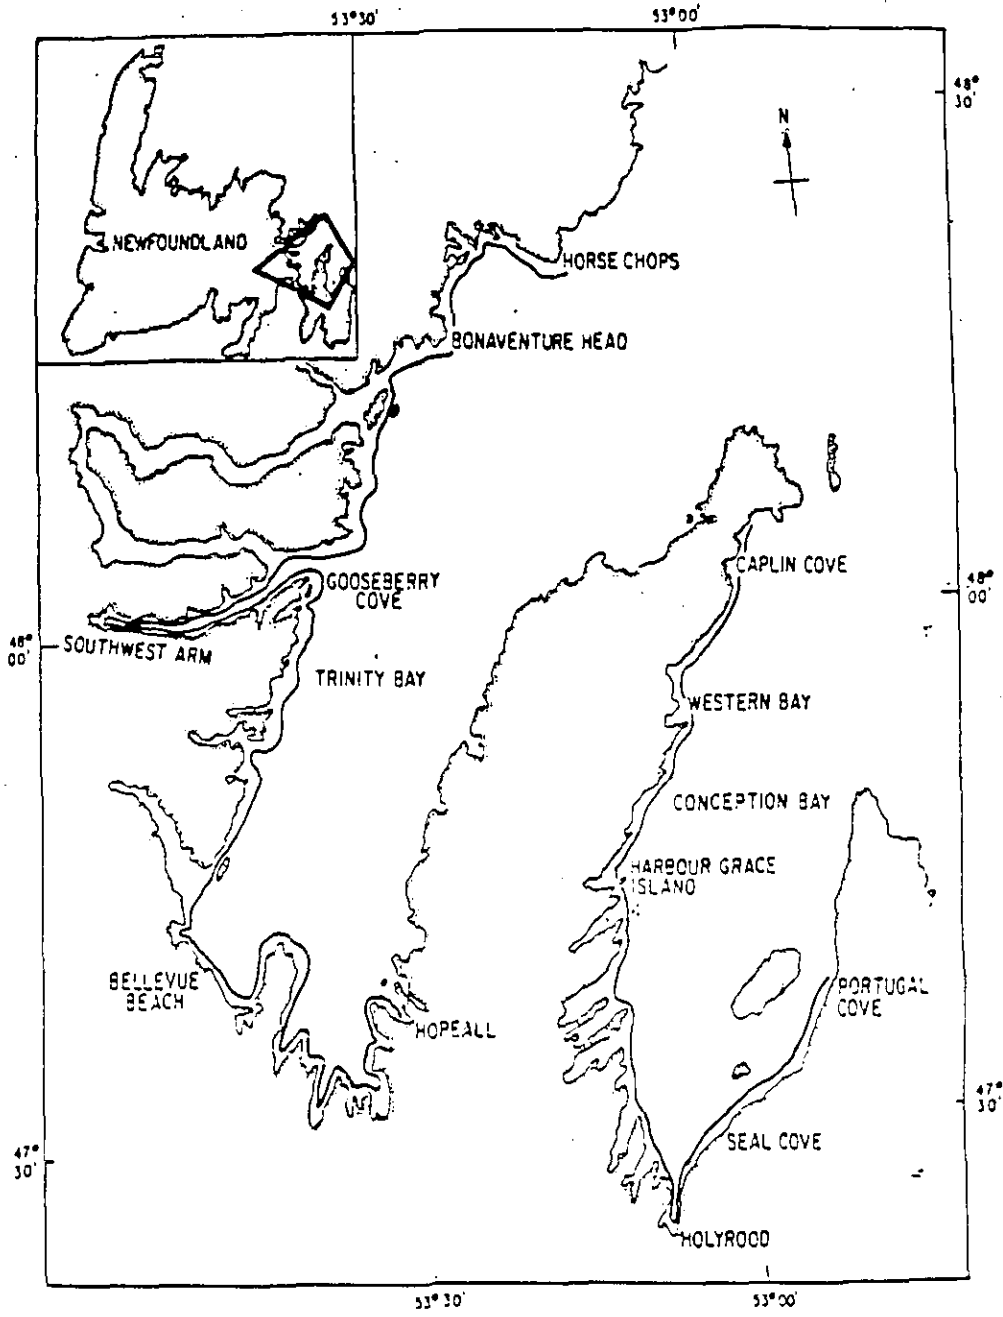 53°30'
53°00'
48°
30'
N
NEWFOUNDLAND
HORSE CHOPS
BONAVENTURE HEAD
CAPLIN COVE
GOOSEBERRY
COVE
48°
00'
48°
00'
SOUTHWEST ARM
TRINITY BAY
WESTERN BAY
CONCEPTION BAY
HARBOUR GRACE
ISLAND
BELLEVUE
BEACH
PORTUGAL
COVE
HOPEALL
47°
30'
SEAL COVE
47°
30'
HOLYROOD
53°30'
53°00'